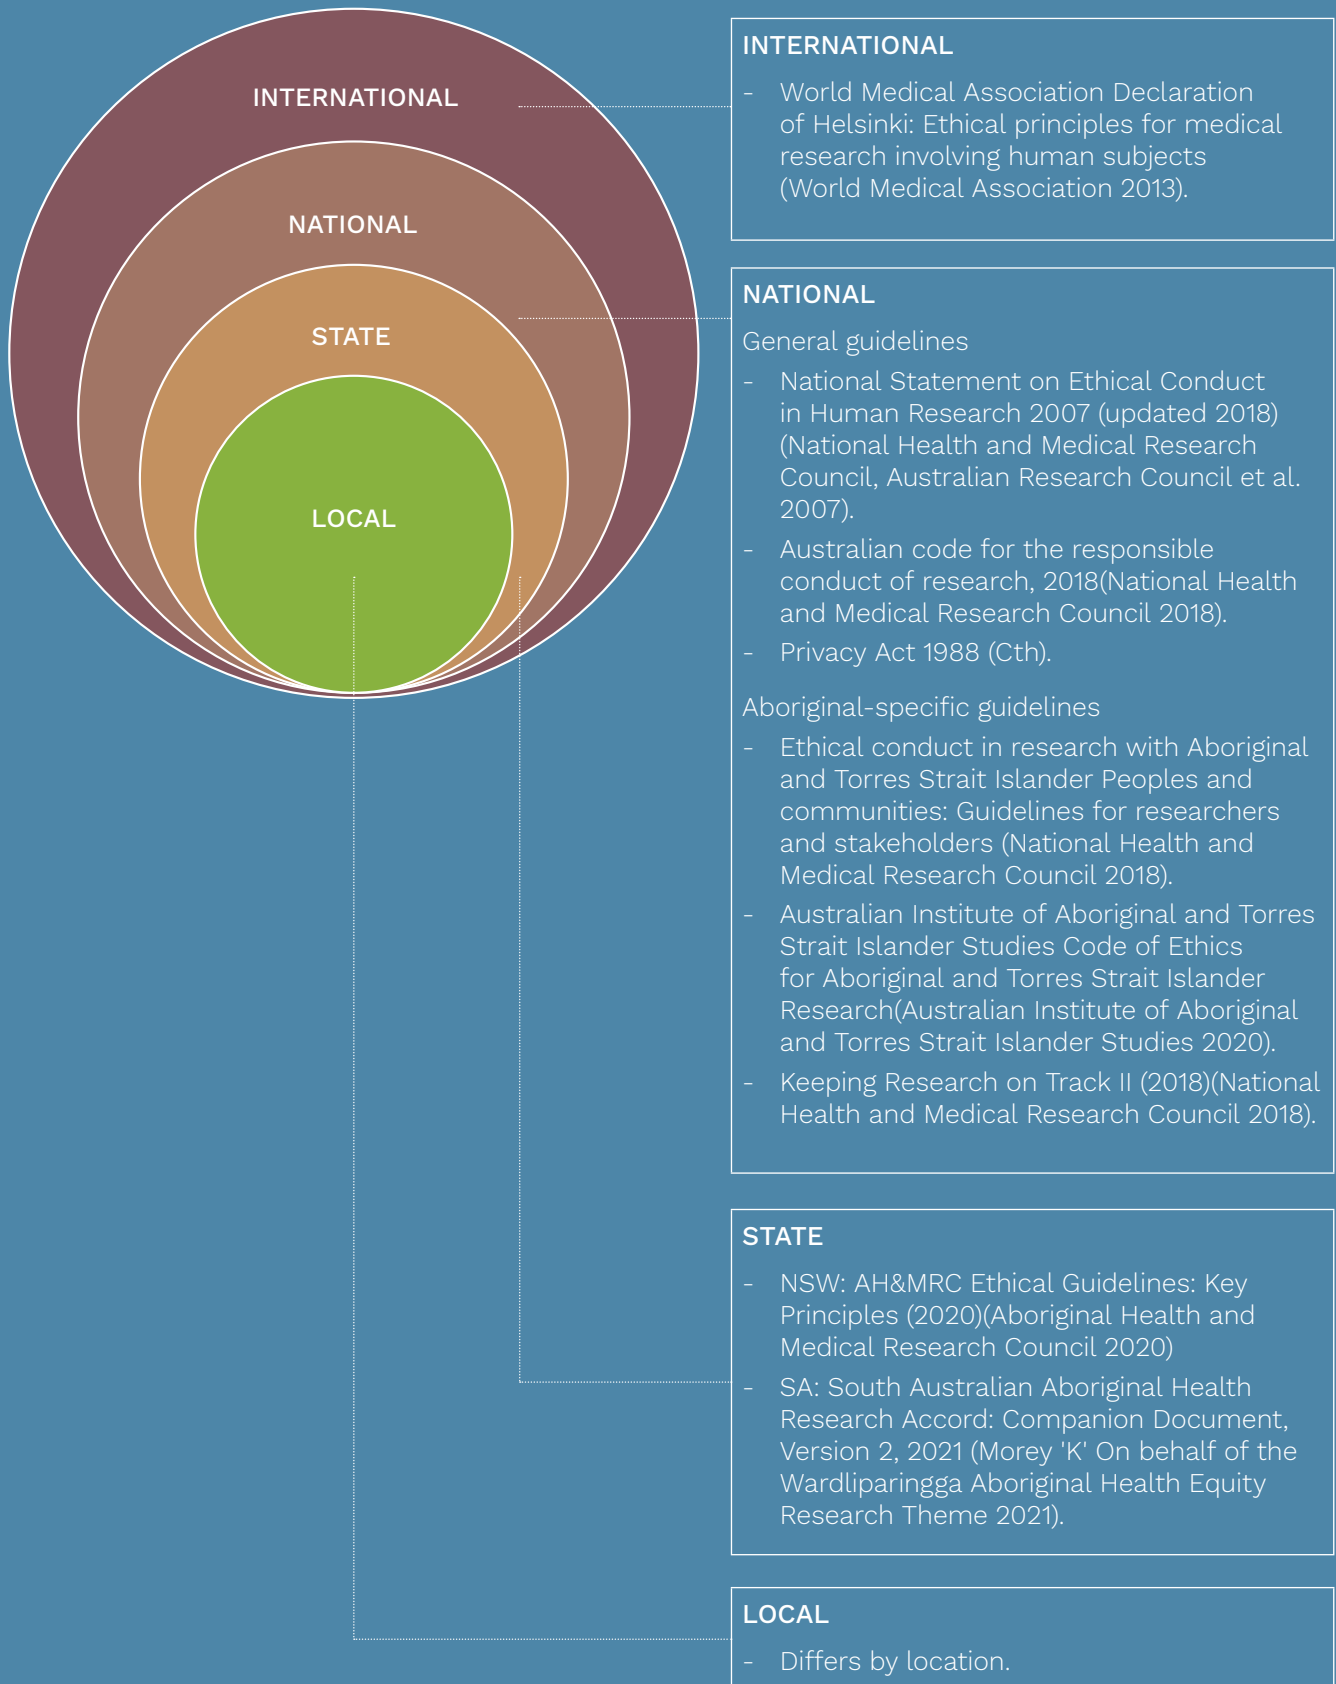 INTERNATIONAL
NATIONAL
STATE
LOCAL
INTERNATIONAL
- World Medical Association Declaration
of Helsinki: Ethical principles for medical
research involving human subjects
(World Medical Association 2013).
NATIONAL
General guidelines
- National Statement on Ethical Conduct
in Human Research 2007 (updated 2018)
(National Health and Medical Research
Council, Australian Research Council et al.
2007).
- Australian code for the responsible
conduct of research, 2018(National Health
and Medical Research Council 2018).
- Privacy Act 1988 (Cth).
Aboriginal-specific guidelines
- Ethical conduct in research with Aboriginal
and Torres Strait Islander Peoples and
communities: Guidelines for researchers
and stakeholders (National Health and
Medical Research Council 2018).
- Australian Institute of Aboriginal and Torres
Strait Islander Studies Code of Ethics
for Aboriginal and Torres Strait Islander
Research(Australian Institute of Aboriginal
and Torres Strait Islander Studies 2020).
- Keeping Research on Track II (2018)(National
Health and Medical Research Council 2018).
STATE
- NSW: AH&MRC Ethical Guidelines: Key
Principles (2020)(Aboriginal Health and
Medical Research Council 2020)
- SA: South Australian Aboriginal Health
Research Accord: Companion Document,
Version 2, 2021 (Morey 'K' On behalf of the
Wardliparingga Aboriginal Health Equity
Research Theme 2021).
LOCAL
- Differs by location.